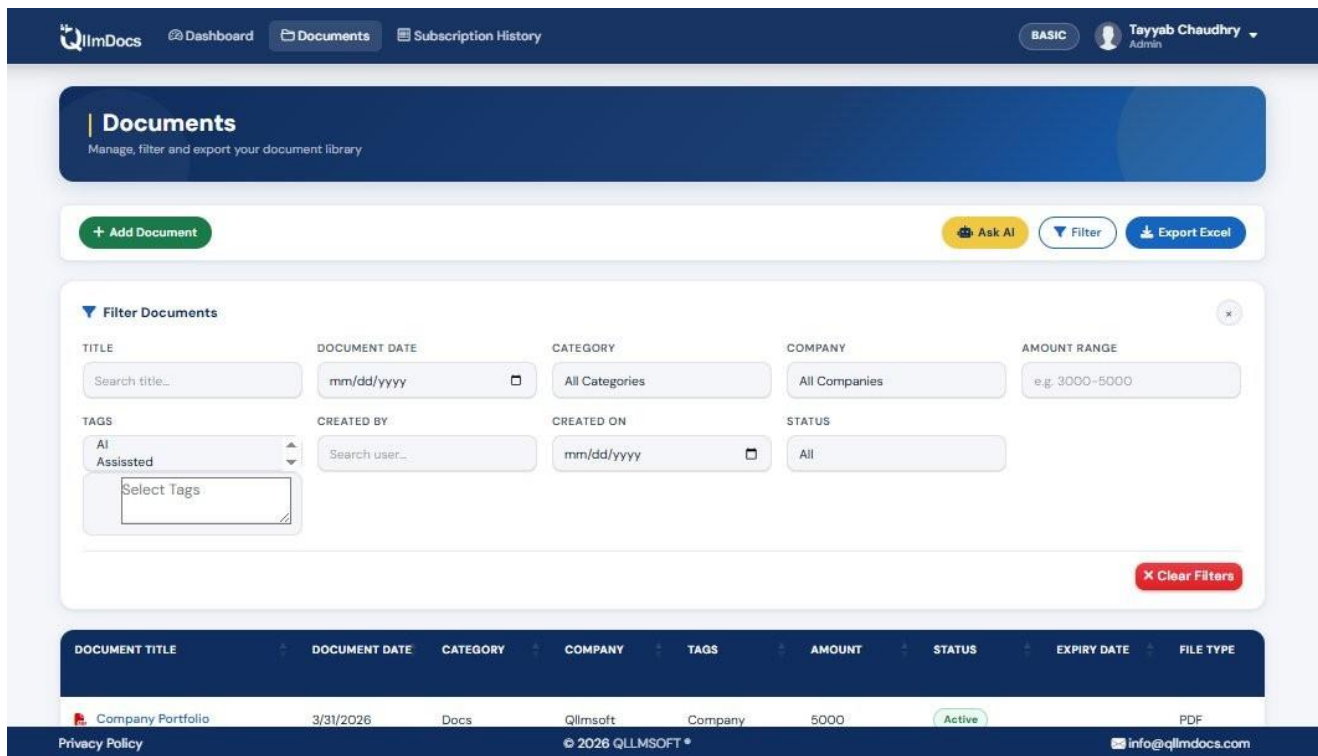 QllmDocs Dashboard Documents Subscription History BASIC Tayyab Chaudhry
Admin
Documents
Manage, filter and export your document library
+ Add Document Ask AI Filter Export Excel
Filter Documents ×
TITLE DOCUMENT DATE CATEGORY COMPANY AMOUNT RANGE
Search title... mm/dd/yyyy All Categories All Companies e.g. 3000-5000
TAGS CREATED BY CREATED ON STATUS
AI
Assissted Search user... mm/dd/yyyy All
Select Tags
× Clear Filters
DOCUMENT TITLE DOCUMENT DATE CATEGORY COMPANY TAGS AMOUNT STATUS EXPIRY DATE FILE TYPE
Company Portfolio 3/31/2026 Docs Qllmsoft Company 5000 Active PDF
Privacy Policy © 2026 QLLMSOFT ® info@qllmdocs.com